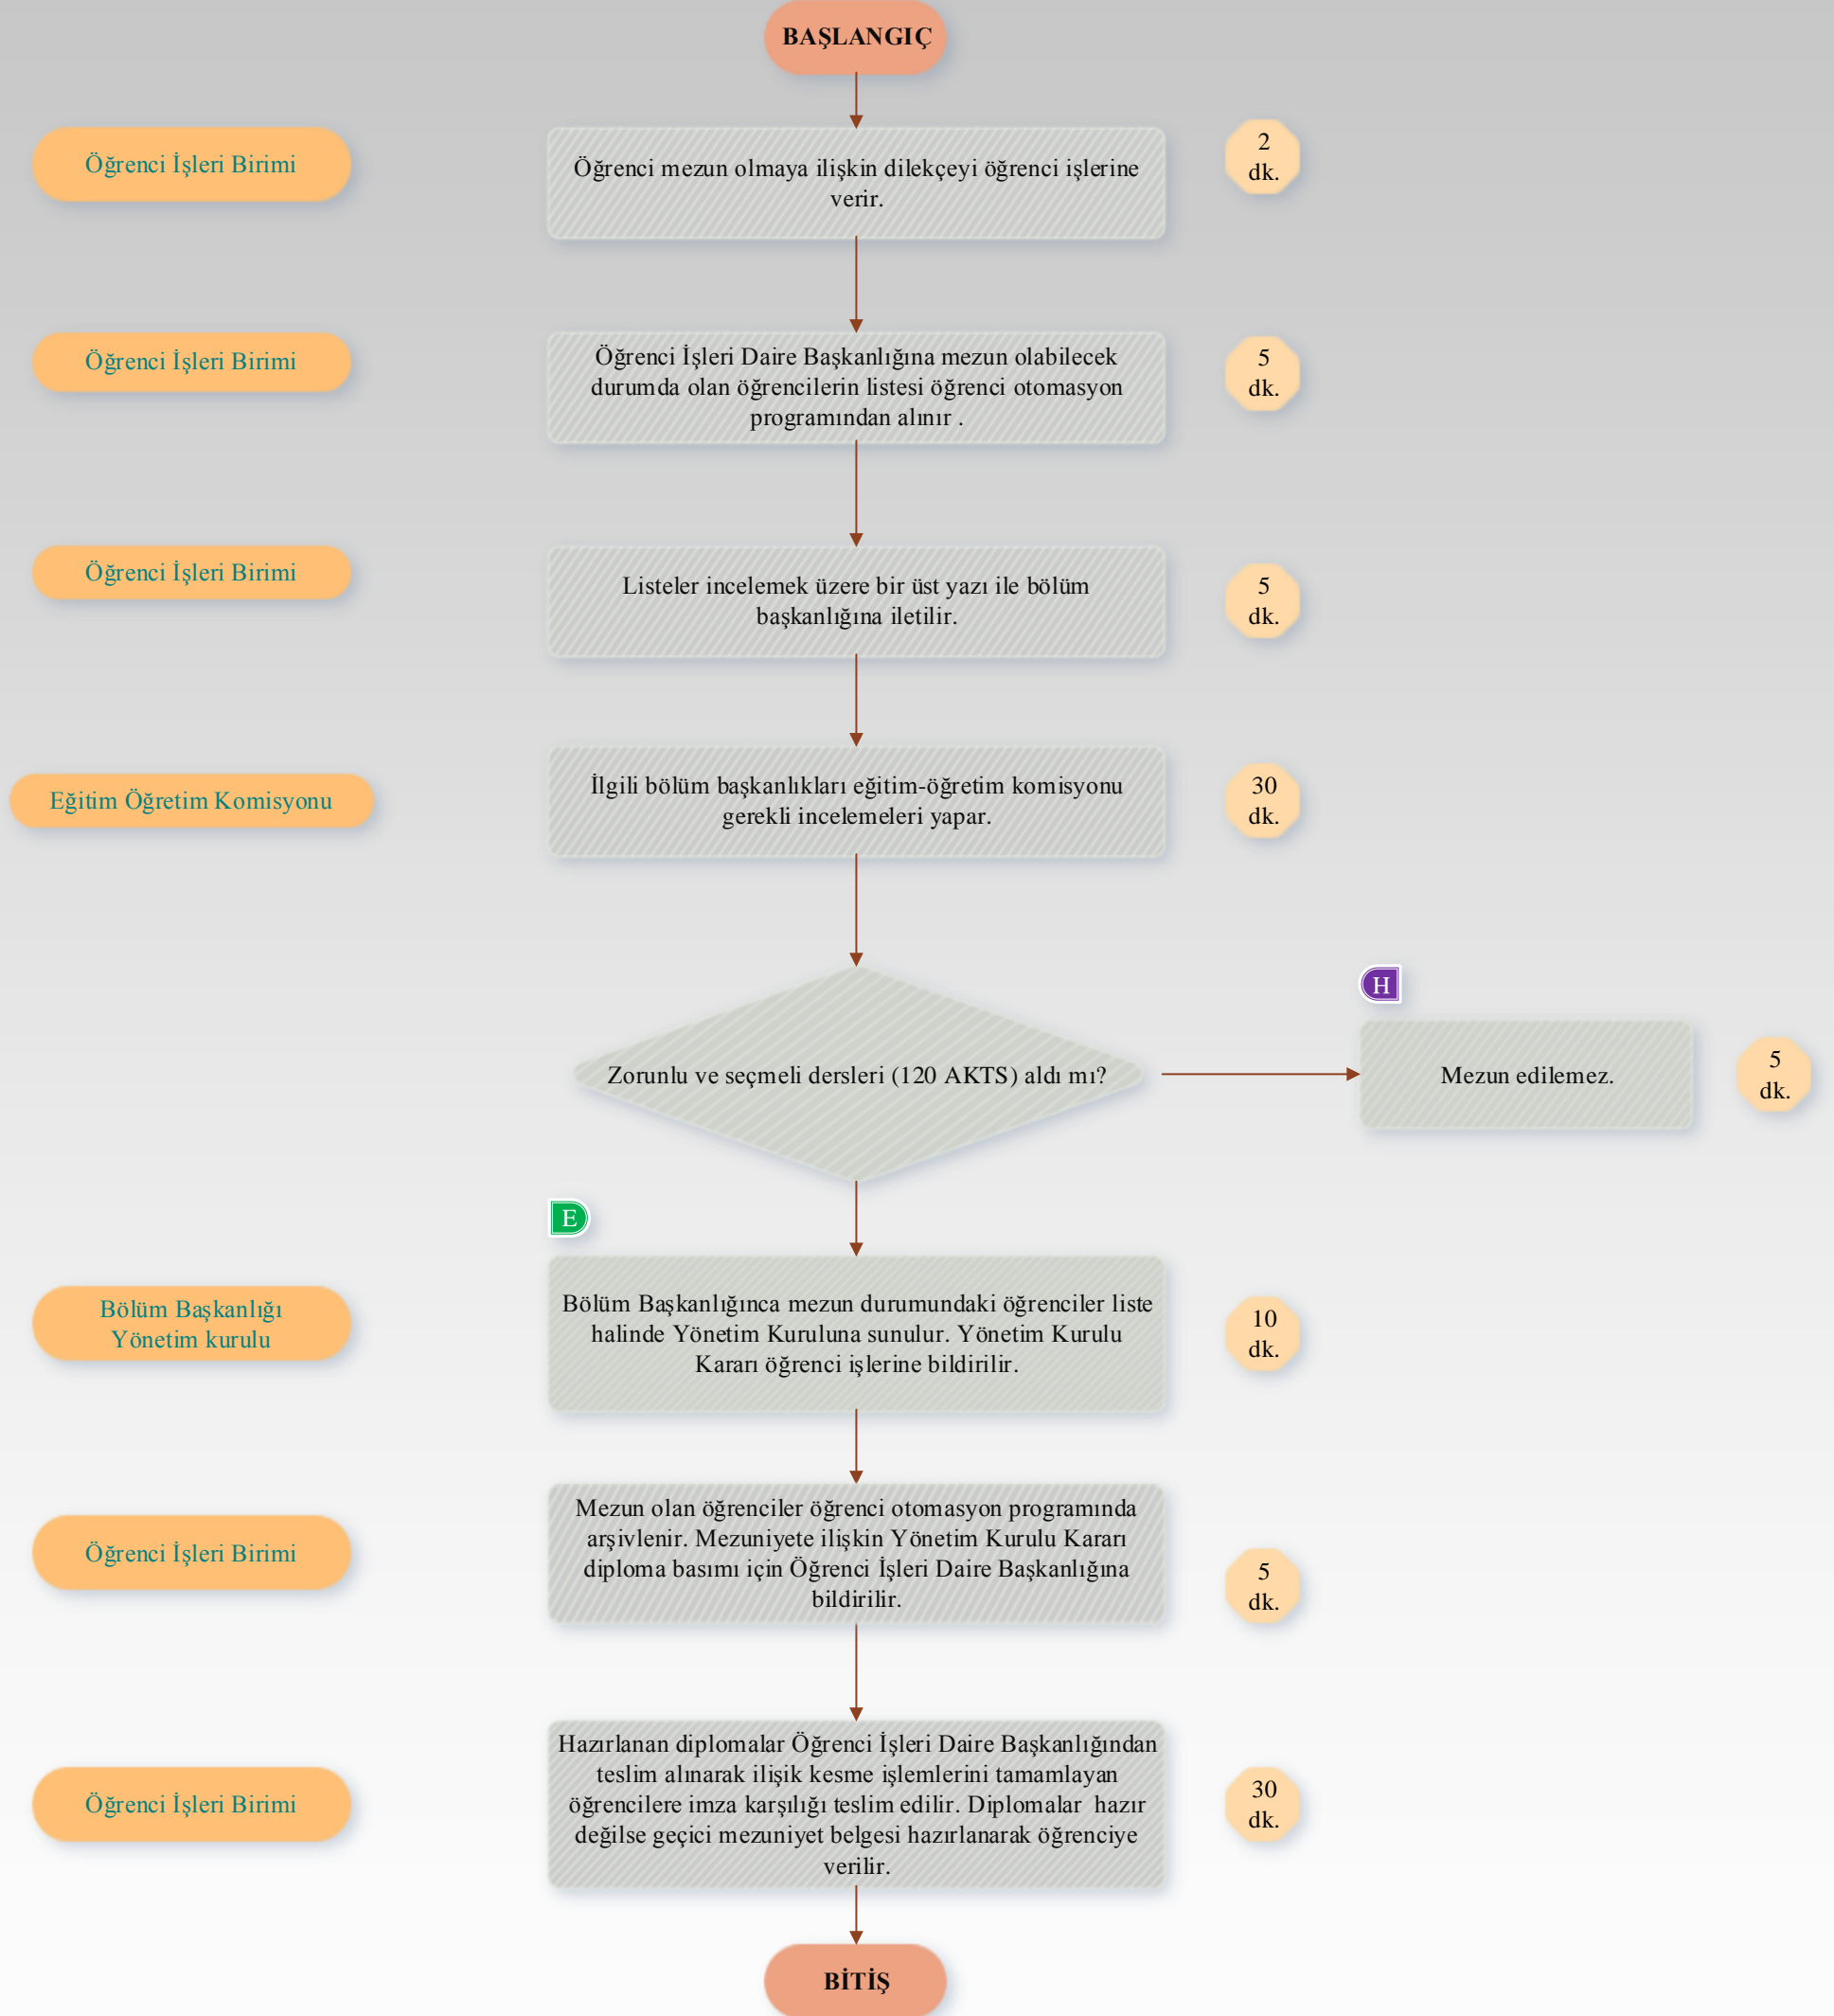 BAŞLANGIÇ
Öğrenci İşleri Birimi
Öğrenci mezun olmaya ilişkin dilekçeyi öğrenci işlerine
verir.
2
dk.
Öğrenci İşleri Birimi
Öğrenci İşleri Daire Başkanlığına mezun olabilecek
durumda olan öğrencilerin listesi öğrenci otomasyon
programından alınır .
5
dk.
Öğrenci İşleri Birimi
Listeler incelemek üzere bir üst yazı ile bölüm
başkanlığına iletilir.
5
dk.
Eğitim Öğretim Komisyonu
İlgili bölüm başkanlıkları eğitim-öğretim komisyonu
gerekli incelemeleri yapar.
30
dk.
Zorunlu ve seçmeli dersleri (120 AKTS) aldı mı?
H
Mezun edilemez.
5
dk.
E
Bölüm Başkanlığı
Yönetim kurulu
Bölüm Başkanlığınca mezun durumundaki öğrenciler liste
halinde Yönetim Kuruluna sunulur. Yönetim Kurulu
Kararı öğrenci işlerine bildirilir.
10
dk.
Öğrenci İşleri Birimi
Mezun olan öğrenciler öğrenci otomasyon programında
arşivlenir. Mezuniyete ilişkin Yönetim Kurulu Kararı
diploma basımı için Öğrenci İşleri Daire Başkanlığına
bildirilir.
5
dk.
Öğrenci İşleri Birimi
Hazırlanan diplomalar Öğrenci İşleri Daire Başkanlığından
teslim alınarak ilişik kesme işlemlerini tamamlayan
öğrencilere imza karşılığı teslim edilir. Diplomalar  hazır
değilse geçici mezuniyet belgesi hazırlanarak öğrenciye
verilir.
30
dk.
BİTİŞ